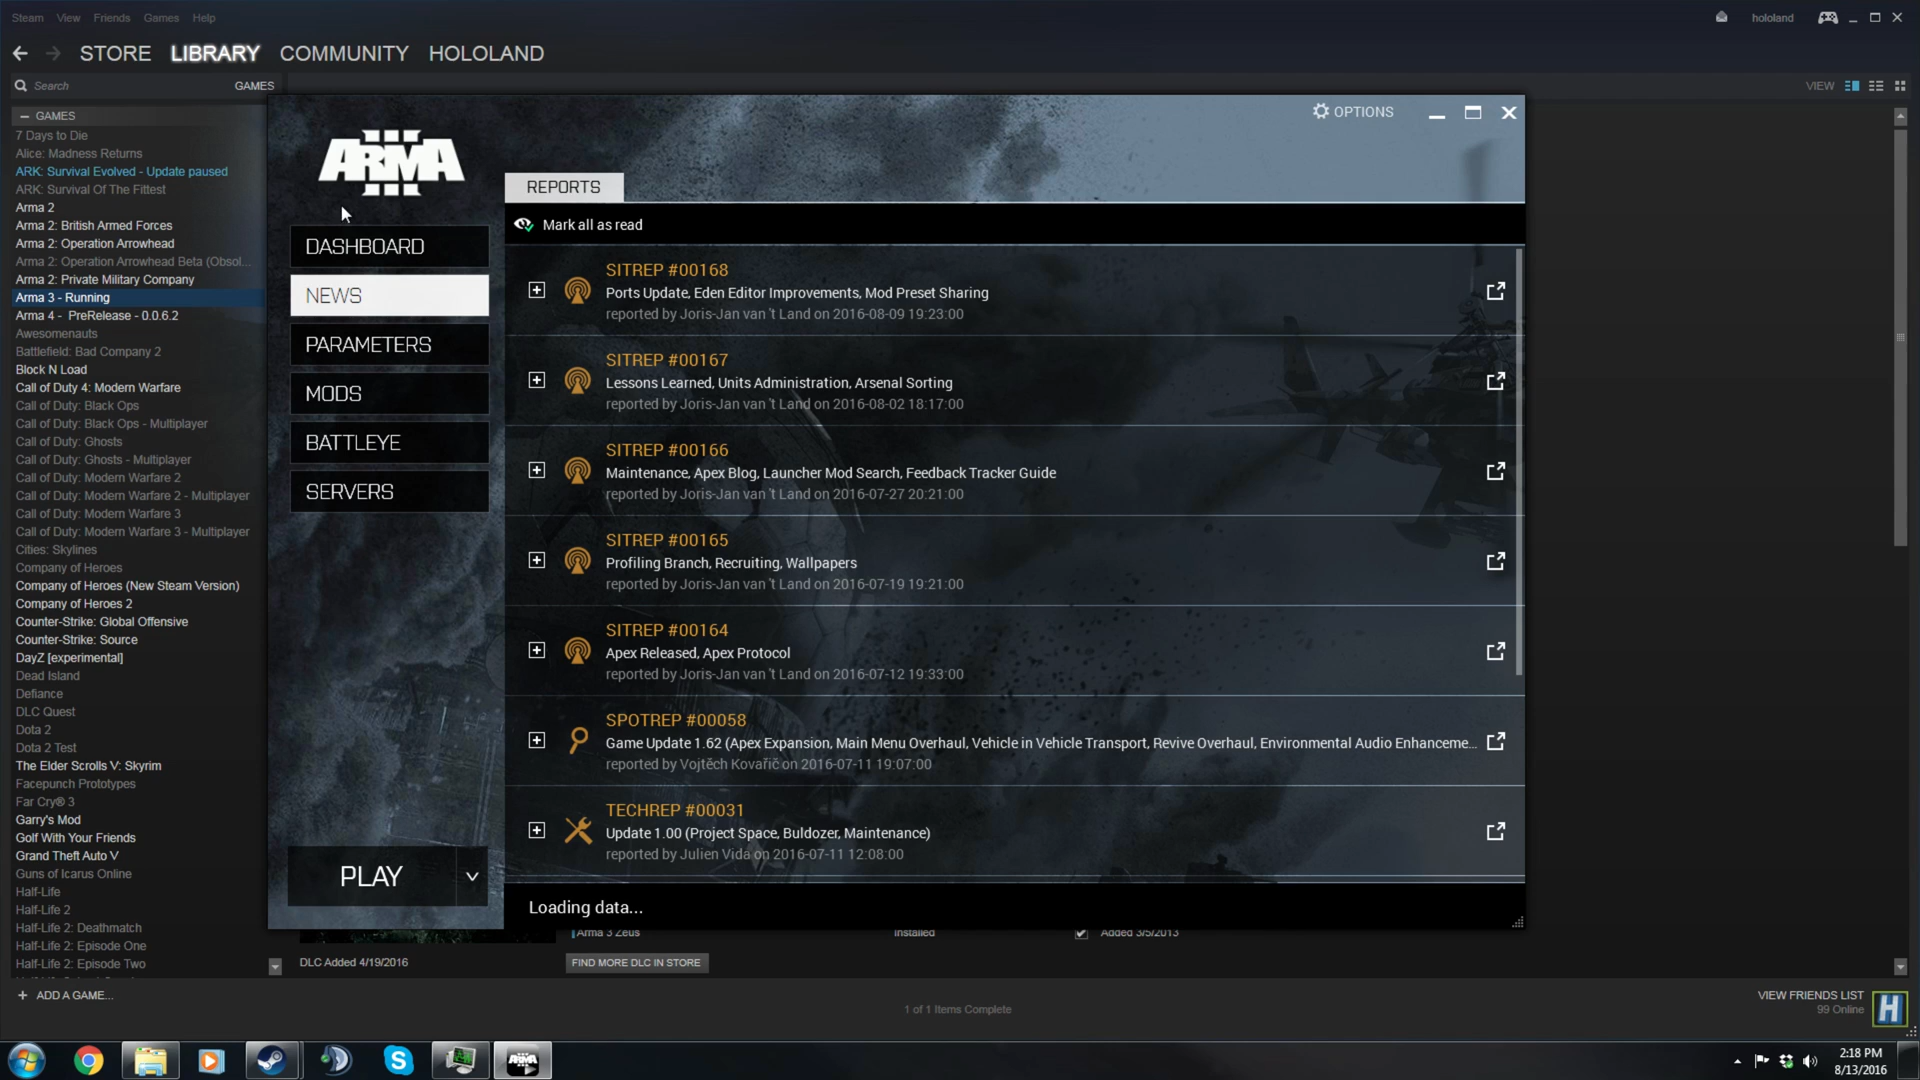 Steam View Friends Games Help
hololand
STORE LIBRARY COMMUNITY HOLOLAND
Search GAMES
VIEW
GAMES
7 Days to Die
Alice: Madness Returns
ARK: Survival Evolved - Update paused
ARK: Survival Of The Fittest
Arma 2
Arma 2: British Armed Forces
Arma 2: Operation Arrowhead
Arma 2: Operation Arrowhead Beta (Obsol...
Arma 2: Private Military Company
Arma 3 - Running
Arma 4 - PreRelease - 0.0.6.2
Awesomenauts
Battlefield: Bad Company 2
Block N Load
Call of Duty 4: Modern Warfare
Call of Duty: Black Ops
Call of Duty: Black Ops - Multiplayer
Call of Duty: Ghosts
Call of Duty: Ghosts - Multiplayer
Call of Duty: Modern Warfare 2
Call of Duty: Modern Warfare 2 - Multiplayer
Call of Duty: Modern Warfare 3
Call of Duty: Modern Warfare 3 - Multiplayer
Cities: Skylines
Company of Heroes
Company of Heroes (New Steam Version)
Company of Heroes 2
Counter-Strike: Global Offensive
Counter-Strike: Source
DayZ [experimental]
Dead Island
Defiance
DLC Quest
Dota 2
Dota 2 Test
The Elder Scrolls V: Skyrim
Facepunch Prototypes
Far Cry® 3
Garry's Mod
Golf With Your Friends
Grand Theft Auto V
Guns of Icarus Online
Half-Life
Half-Life 2
Half-Life 2: Deathmatch
Half-Life 2: Episode One
Half-Life 2: Episode Two
ADD A GAME...
ARMA III
OPTIONS
DASHBOARD
NEWS
PARAMETERS
MODS
BATTLEYE
SERVERS
PLAY
REPORTS
Mark all as read
SITREP #00168
Ports Update, Eden Editor Improvements, Mod Preset Sharing
reported by Joris-Jan van 't Land on 2016-08-09 19:23:00
SITREP #00167
Lessons Learned, Units Administration, Arsenal Sorting
reported by Joris-Jan van 't Land on 2016-08-02 18:17:00
SITREP #00166
Maintenance, Apex Blog, Launcher Mod Search, Feedback Tracker Guide
reported by Joris-Jan van 't Land on 2016-07-27 20:21:00
SITREP #00165
Profiling Branch, Recruiting, Wallpapers
reported by Joris-Jan van 't Land on 2016-07-19 19:21:00
SITREP #00164
Apex Released, Apex Protocol
reported by Joris-Jan van 't Land on 2016-07-12 19:33:00
SPOTREP #00058
Game Update 1.62 (Apex Expansion, Main Menu Overhaul, Vehicle in Vehicle Transport, Revive Overhaul, Environmental Audio Enhanceme...
reported by Vojtěch Kovařič on 2016-07-11 19:07:00
TECHREP #00031
Update 1.00 (Project Space, Buldozer, Maintenance)
reported by Julien Vida on 2016-07-11 12:08:00
Loading data...
Arma 3 Zeus Installed Added 3/5/2013
DLC Added 4/19/2016
FIND MORE DLC IN STORE
1 of 1 Items Complete
VIEW FRIENDS LIST
99 Online
H
2:18 PM
8/13/2016